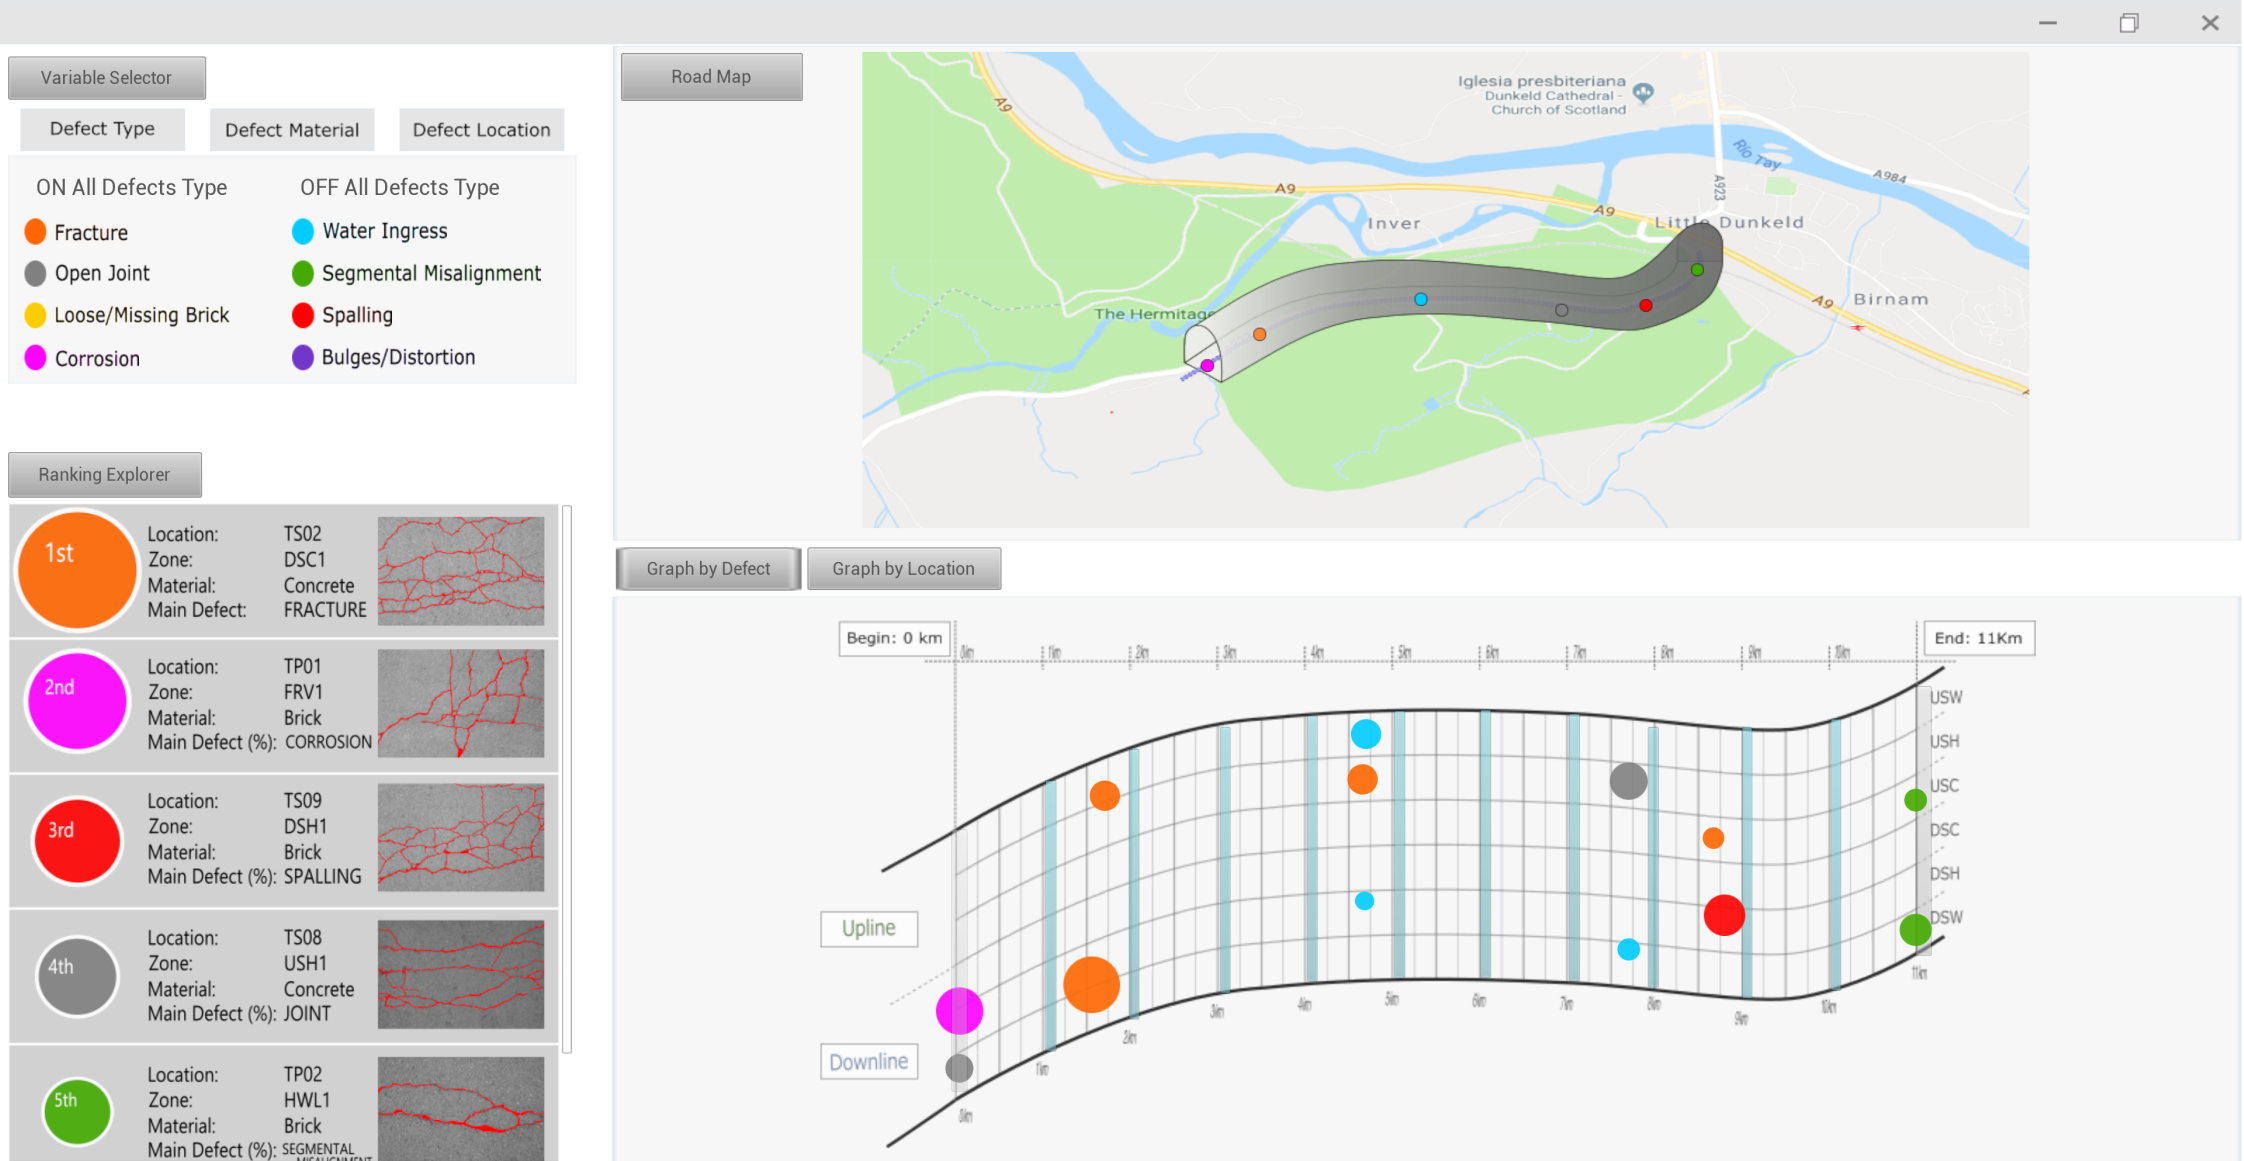 Variable Selector
Defect Type
Defect Material
Defect Location
ON All Defects Type
OFF All Defects Type
Fracture
Water Ingress
Open Joint
Segmental Misalignment
Loose/Missing Brick
Spalling
Corrosion
Bulges/Distortion
Ranking Explorer
1st
Location: TS02
Zone: DSC1
Material: Concrete
Main Defect: FRACTURE
2nd
Location: TP01
Zone: FRV1
Material: Brick
Main Defect (%): CORROSION
3rd
Location: TS09
Zone: DSH1
Material: Brick
Main Defect (%): SPALLING
4th
Location: TS08
Zone: USH1
Material: Concrete
Main Defect (%): JOINT
5th
Location: TP02
Zone: HWL1
Material: Brick
Main Defect (%): SEGMENTAL
MISALIGNMENT
Road Map
Iglesia presbiteriana
Dunkeld Cathedral -
Church of Scotland
A9
Río Tay
A984
A923
A9
A9
Inver
Little Dunkeld
The Hermitage
A9
Birnam
Graph by Defect
Graph by Location
Begin: 0 km
End: 11Km
0km
1km
2km
3km
4km
5km
6km
7km
8km
9km
10km
USW
USH
USC
DSC
DSH
DSW
Upline
Downline
0km
1km
2km
3km
4km
5km
6km
7km
8km
9km
10km
11km